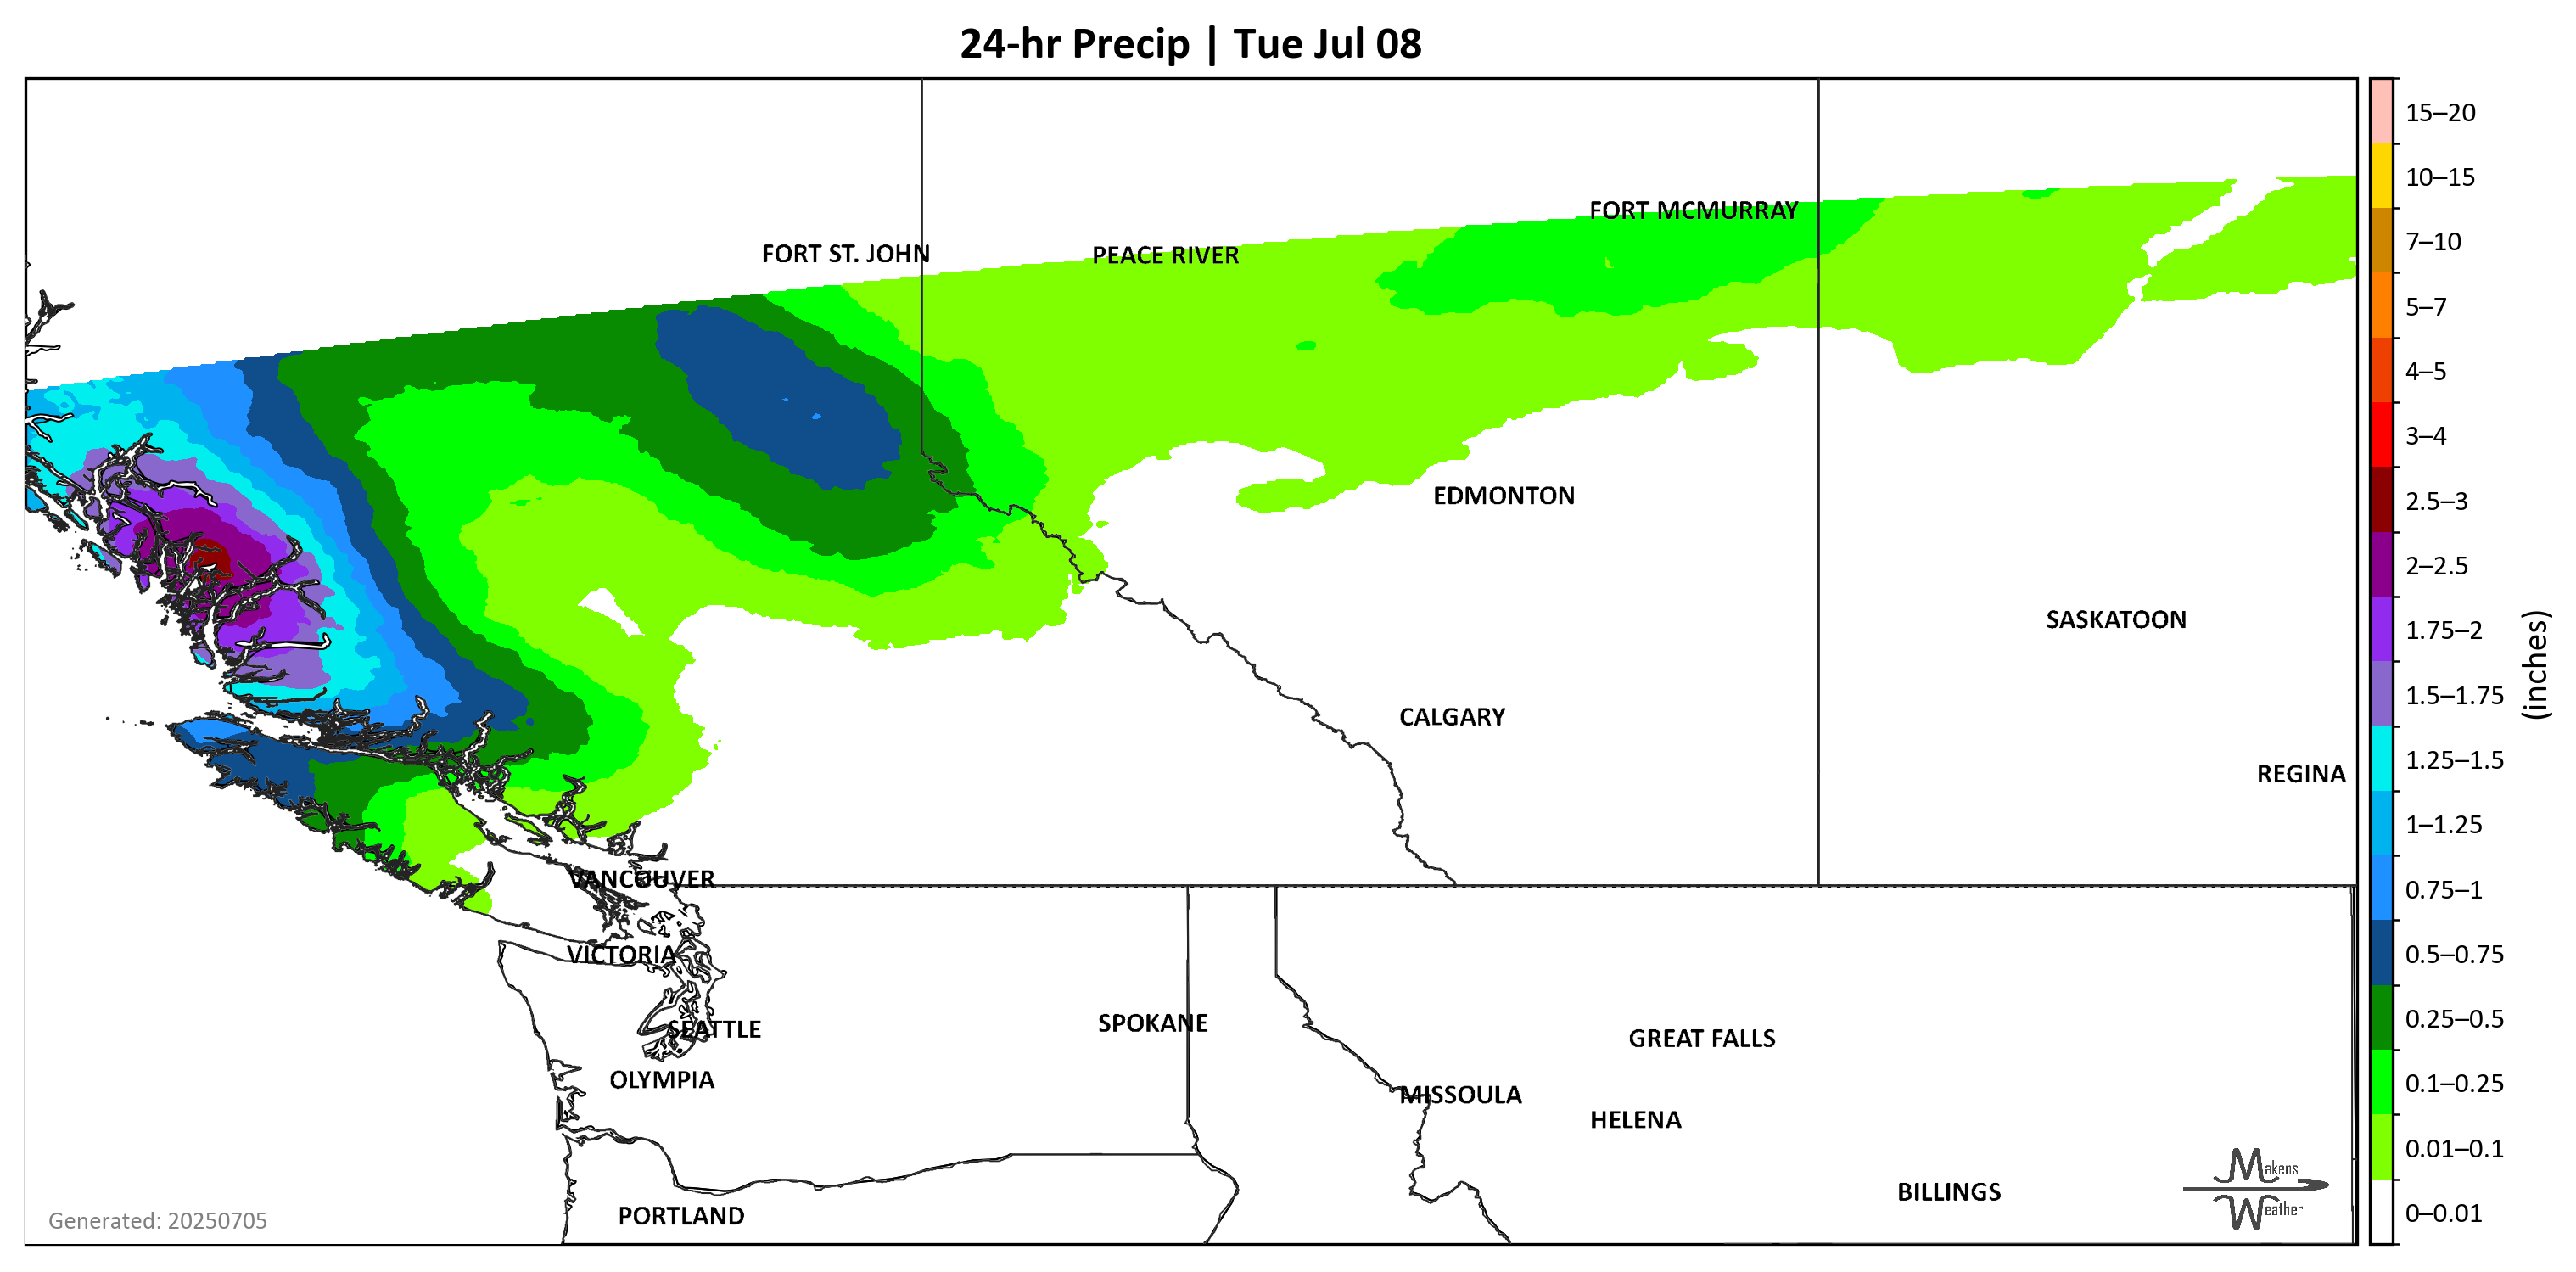 24-hr Precip | Tue Jul 08
15–20
10–15
FORT MCMURRAY
7–10
FORT ST. JOHN
PEACE RIVER
5–7
4–5
3–4
EDMONTON
2.5–3
2–2.5
SASKATOON
1.75–2
(inches)
1.5–1.75
CALGARY
1.25–1.5
REGINA
1–1.25
VANCOUVER
0.75–1
VICTORIA
0.5–0.75
SEATTLE
SPOKANE
GREAT FALLS
0.25–0.5
OLYMPIA
MISSOULA
HELENA
0.1–0.25
0.01–0.1
Makens
Weather
BILLINGS
PORTLAND
Generated: 20250705
0–0.01